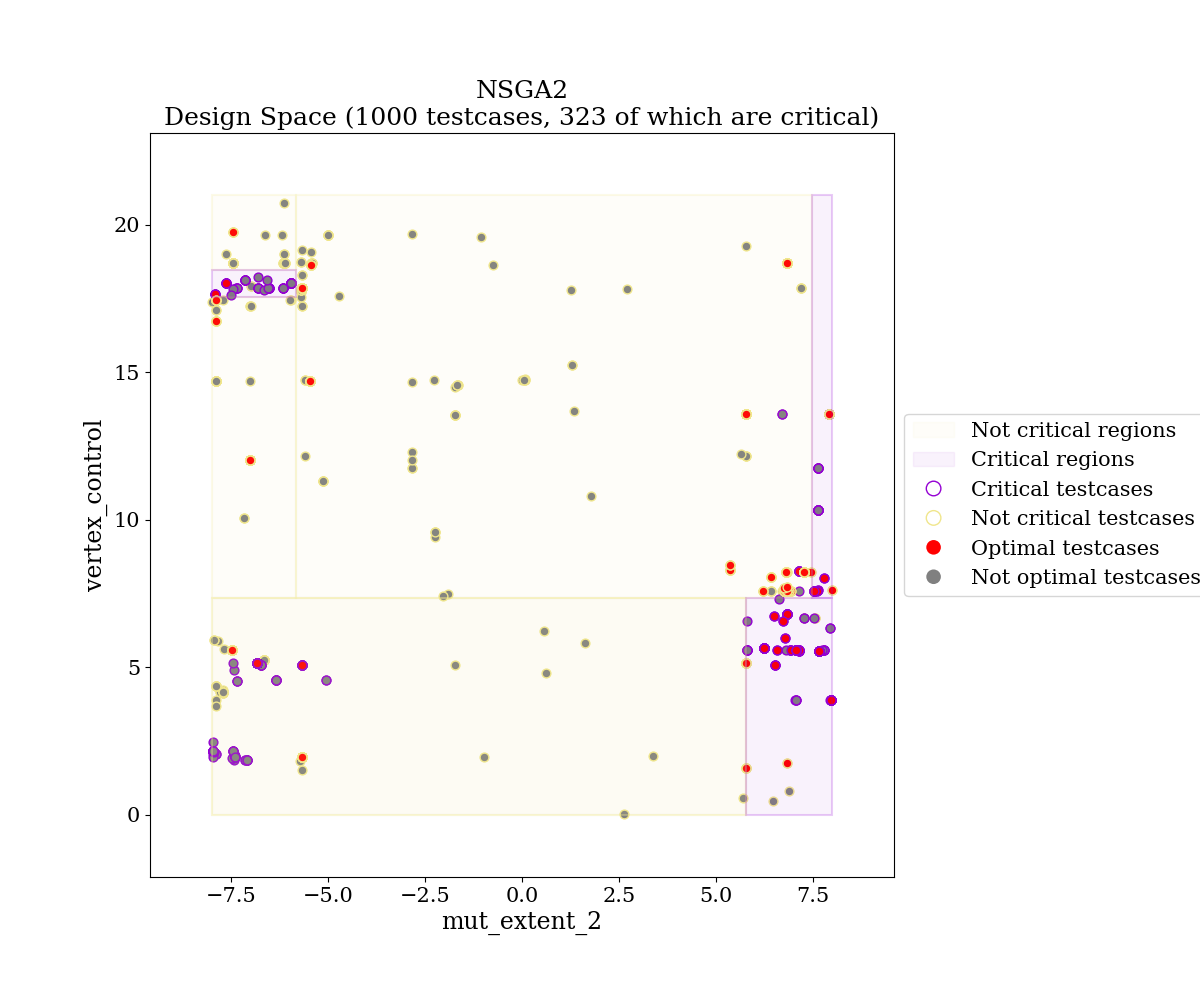 NSGA2
Design Space (1000 testcases, 323 of which are critical)
20
15
10
5
0
vertex_control
−7.5
−5.0
−2.5
0.0
2.5
5.0
7.5
mut_extent_2
Not critical regions
Critical regions
Critical testcases
Not critical testcases
Optimal testcases
Not optimal testcases